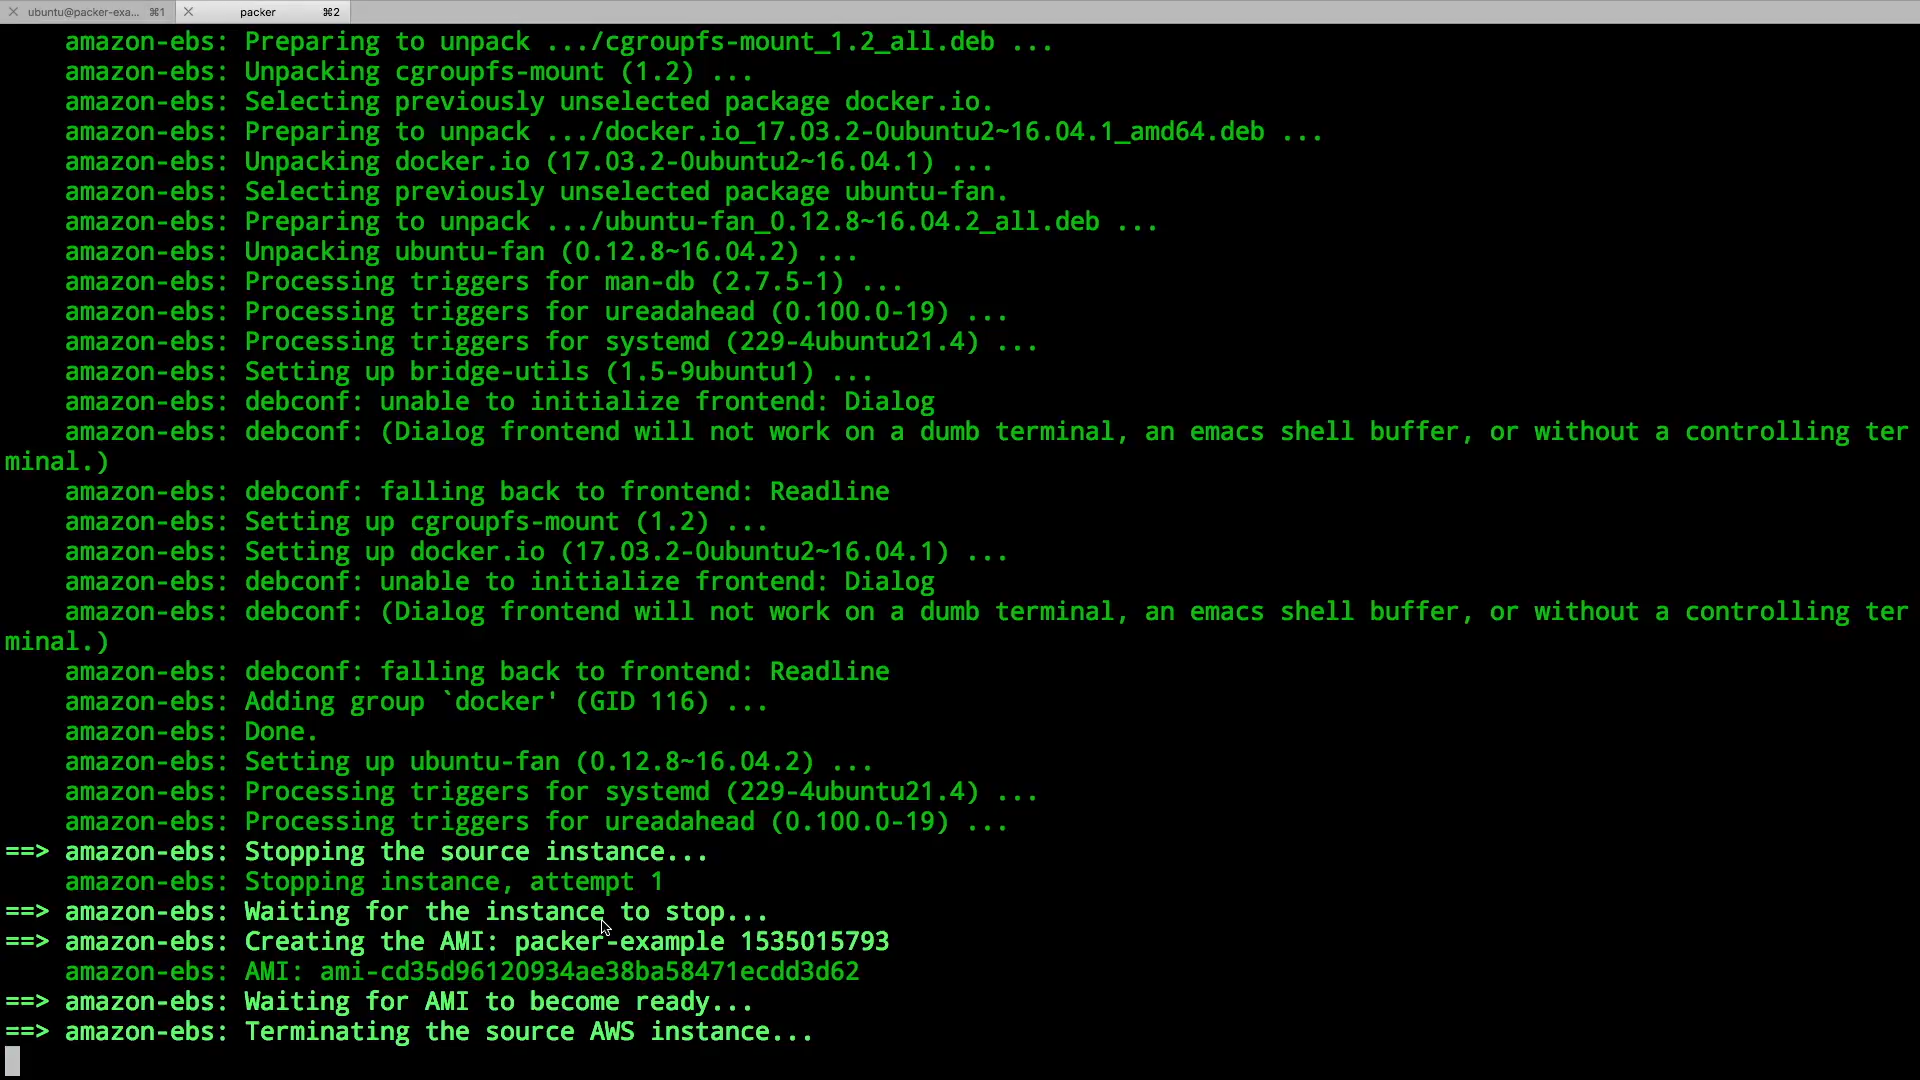 ubuntu@packer-exa... ⌘1 packer ⌘2
amazon-ebs: Preparing to unpack .../cgroupfs-mount_1.2_all.deb ...
amazon-ebs: Unpacking cgroupfs-mount (1.2) ...
amazon-ebs: Selecting previously unselected package docker.io.
amazon-ebs: Preparing to unpack .../docker.io_17.03.2-0ubuntu2~16.04.1_amd64.deb ...
amazon-ebs: Unpacking docker.io (17.03.2-0ubuntu2~16.04.1) ...
amazon-ebs: Selecting previously unselected package ubuntu-fan.
amazon-ebs: Preparing to unpack .../ubuntu-fan_0.12.8~16.04.2_all.deb ...
amazon-ebs: Unpacking ubuntu-fan (0.12.8~16.04.2) ...
amazon-ebs: Processing triggers for man-db (2.7.5-1) ...
amazon-ebs: Processing triggers for ureadahead (0.100.0-19) ...
amazon-ebs: Processing triggers for systemd (229-4ubuntu21.4) ...
amazon-ebs: Setting up bridge-utils (1.5-9ubuntu1) ...
amazon-ebs: debconf: unable to initialize frontend: Dialog
amazon-ebs: debconf: (Dialog frontend will not work on a dumb terminal, an emacs shell buffer, or without a controlling ter
minal.)
amazon-ebs: debconf: falling back to frontend: Readline
amazon-ebs: Setting up cgroupfs-mount (1.2) ...
amazon-ebs: Setting up docker.io (17.03.2-0ubuntu2~16.04.1) ...
amazon-ebs: debconf: unable to initialize frontend: Dialog
amazon-ebs: debconf: (Dialog frontend will not work on a dumb terminal, an emacs shell buffer, or without a controlling ter
minal.)
amazon-ebs: debconf: falling back to frontend: Readline
amazon-ebs: Adding group `docker' (GID 116) ...
amazon-ebs: Done.
amazon-ebs: Setting up ubuntu-fan (0.12.8~16.04.2) ...
amazon-ebs: Processing triggers for systemd (229-4ubuntu21.4) ...
amazon-ebs: Processing triggers for ureadahead (0.100.0-19) ...
==> amazon-ebs: Stopping the source instance...
amazon-ebs: Stopping instance, attempt 1
==> amazon-ebs: Waiting for the instance to stop...
==> amazon-ebs: Creating the AMI: packer-example 1535015793
amazon-ebs: AMI: ami-cd35d96120934ae38ba58471ecdd3d62
==> amazon-ebs: Waiting for AMI to become ready...
==> amazon-ebs: Terminating the source AWS instance...